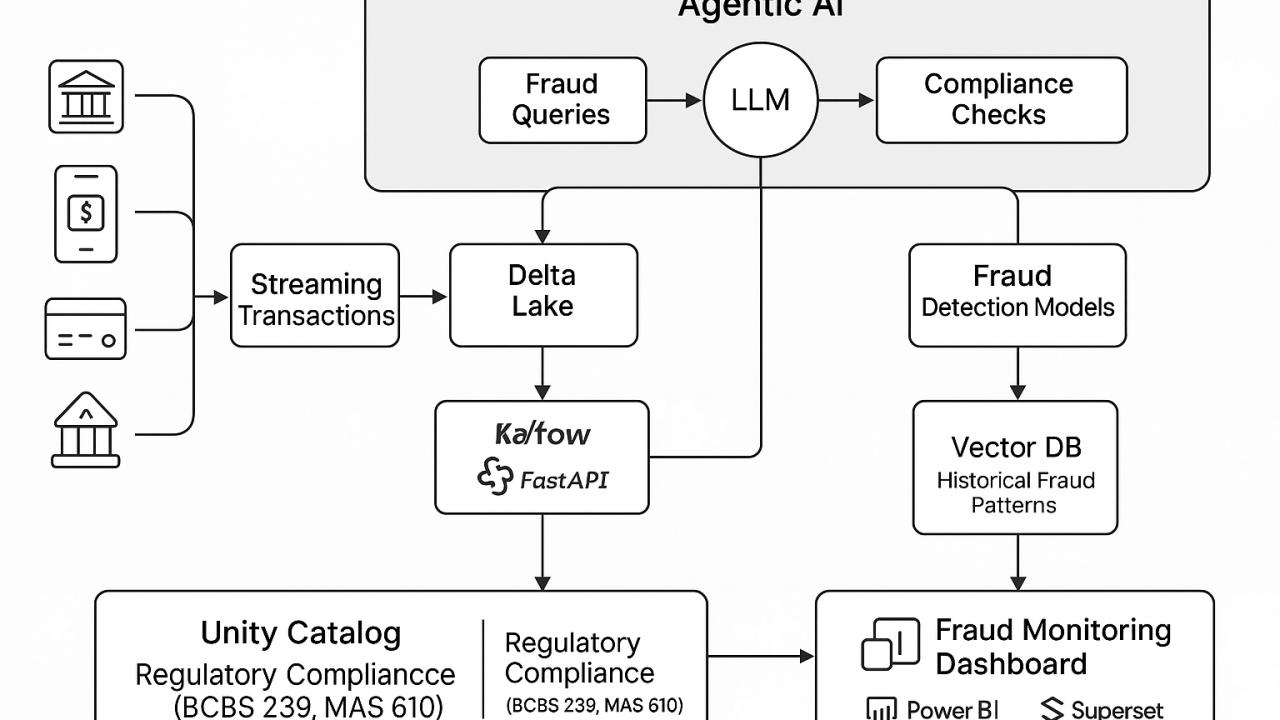 Agentic AI
Fraud
Queries
LLM
Compliance
Checks
$
Streaming
Transactions
Delta
Lake
Fraud
Detection Models
Ka/fow
FastAPI
Vector DB
Historical Fraud
Patterns
Unity Catalog
Regulatory Compliancce
(BCBS 239, MAS 610)
Regulatory
Compliance
(BCBS 239, MAS 610)
Fraud Monitoring
Dashboard
Power BI
Superset